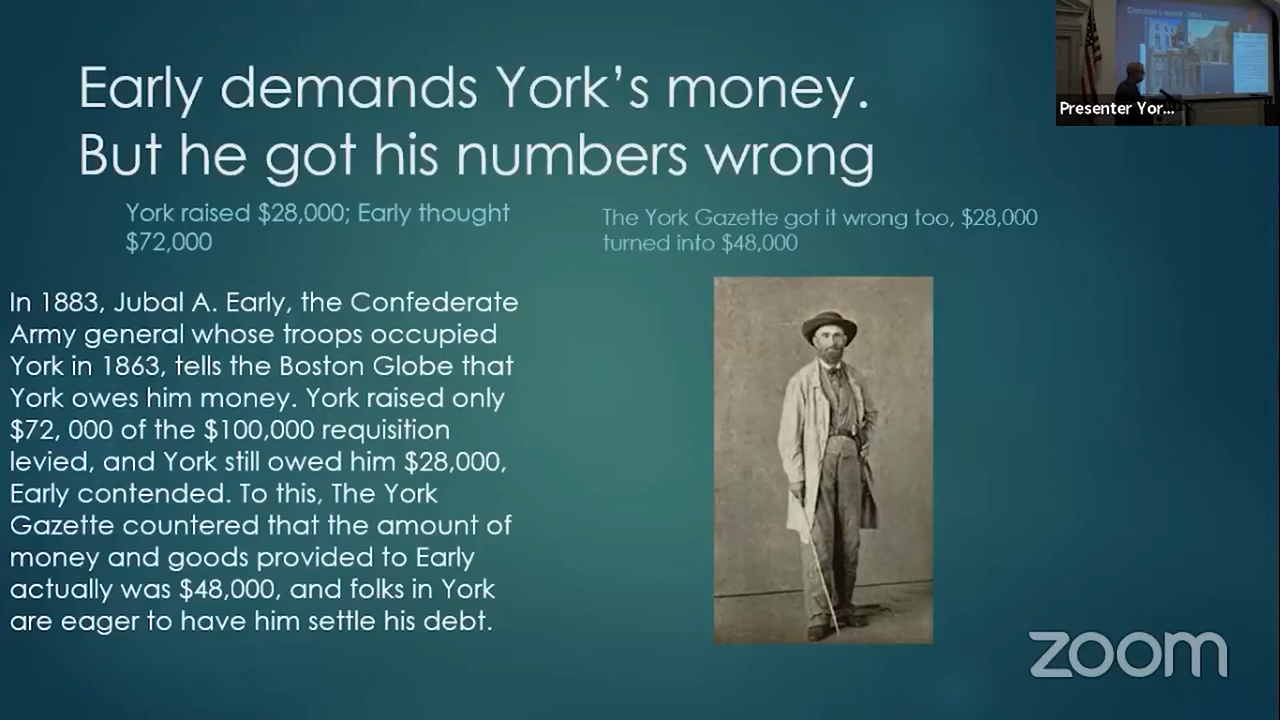 Early demands York's money.
But he got his numbers wrong
York raised $28,000; Early thought
$72,000
The York Gazette got it wrong too, $28,000
turned into $48,000
In 1883, Jubal A. Early, the Confederate
Army general whose troops occupied
York in 1863, tells the Boston Globe that
York owes him money. York raised only
$72, 000 of the $100,000 requisition
levied, and York still owed him $28,000,
Early contended. To this, The York
Gazette countered that the amount of
money and goods provided to Early
actually was $48,000, and folks in York
are eager to have him settle his debt.
Presenter Yor...
zoom